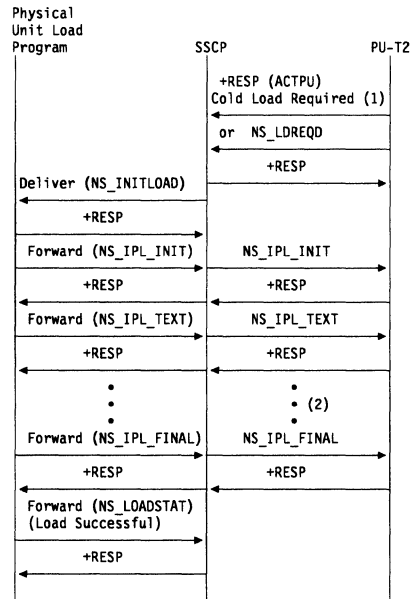 Physical
Unit Load
Program SSCP PU-T2
+RESP (ACTPU)
Cold Load Required (1)
or NS_LDREQD
+RESP
Deliver (NS_INITLOAD)
+RESP
Forward (NS_IPL_INIT) NS_IPL_INIT
+RESP +RESP
Forward (NS_IPL_TEXT) NS_IPL_TEXT
+RESP +RESP
(2)
Forward (NS_IPL_FINAL) NS_IPL_FINAL
+RESP +RESP
Forward (NS_LOADSTAT)
(Load Successful)
+RESP